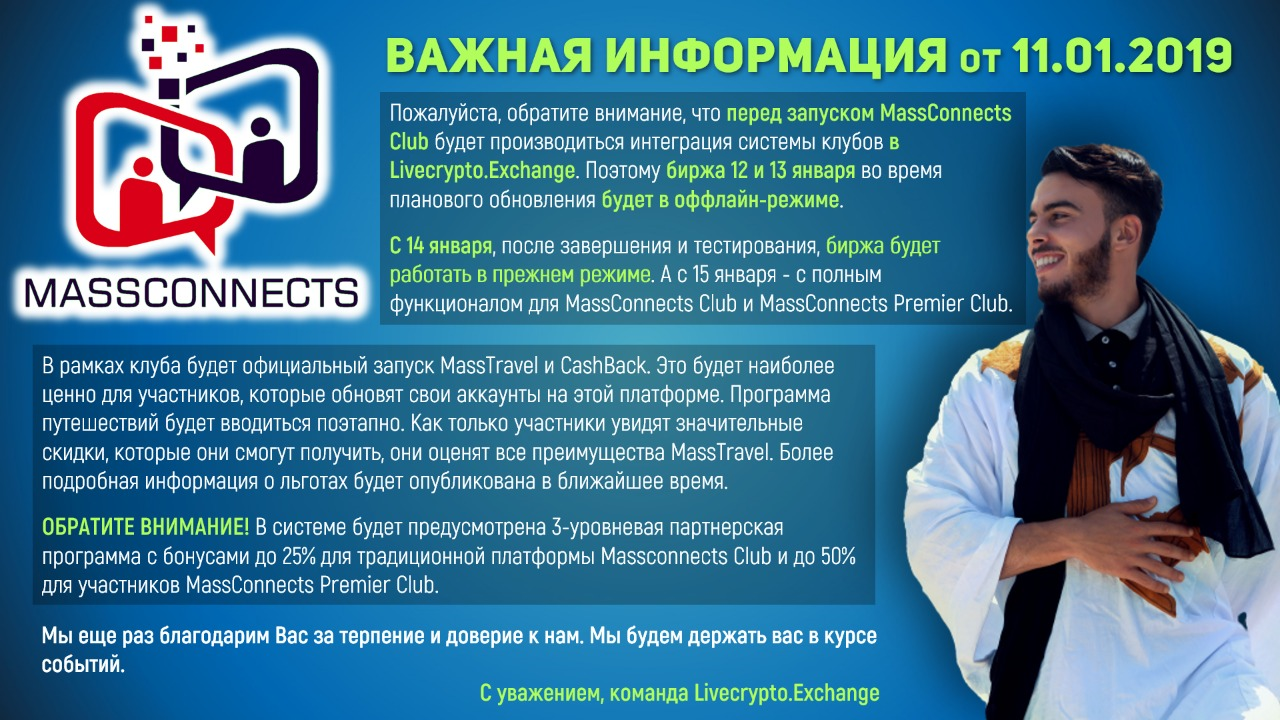 MASSCONNECTS
ВАЖНАЯ ИНФОРМАЦИЯ от 11.01.2019
Пожалуйста, обратите внимание, что перед запуском MassConnects
Club будет производиться интеграция системы клубов в
Livecrypto.Exchange. Поэтому биржа 12 и 13 января во время
планового обновления будет в оффлайн-режиме.
С 14 января, после завершения и тестирования, биржа будет
работать в прежнем режиме. А с 15 января - с полным
функционалом для MassConnects Club и MassConnects Premier Club.
В рамках клуба будет официальный запуск MassTravel и CashBack. Это будет наиболее
ценно для участников, которые обновят свои аккаунты на этой платформе. Программа
путешествий будет вводиться поэтапно. Как только участники увидят значительные
скидки, которые они смогут получить, они оценят все преимущества MassTravel. Более
подробная информация о льготах будет опубликована в ближайшее время.
ОБРАТИТЕ ВНИМАНИЕ! В системе будет предусмотрена 3-уровневая партнерская
программа с бонусами до 25% для традиционной платформы Massconnects Club и до 50%
для участников MassConnects Premier Club.
Мы еще раз благодарим Вас за терпение и доверие к нам. Мы будем держать вас в курсе
событий.
С уважением, команда Livecrypto.Exchange